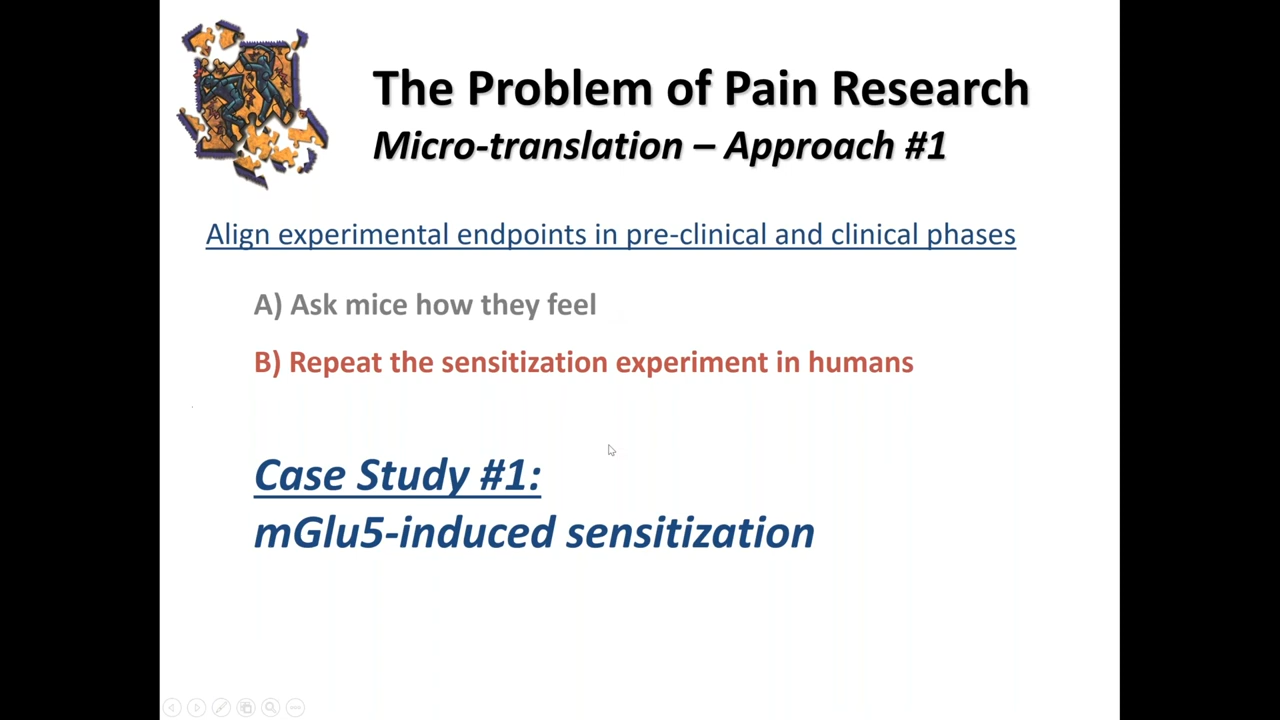 The Problem of Pain Research
Micro-translation – Approach #1
Align experimental endpoints in pre-clinical and clinical phases
A) Ask mice how they feel
B) Repeat the sensitization experiment in humans
Case Study #1:
mGlu5-induced sensitization